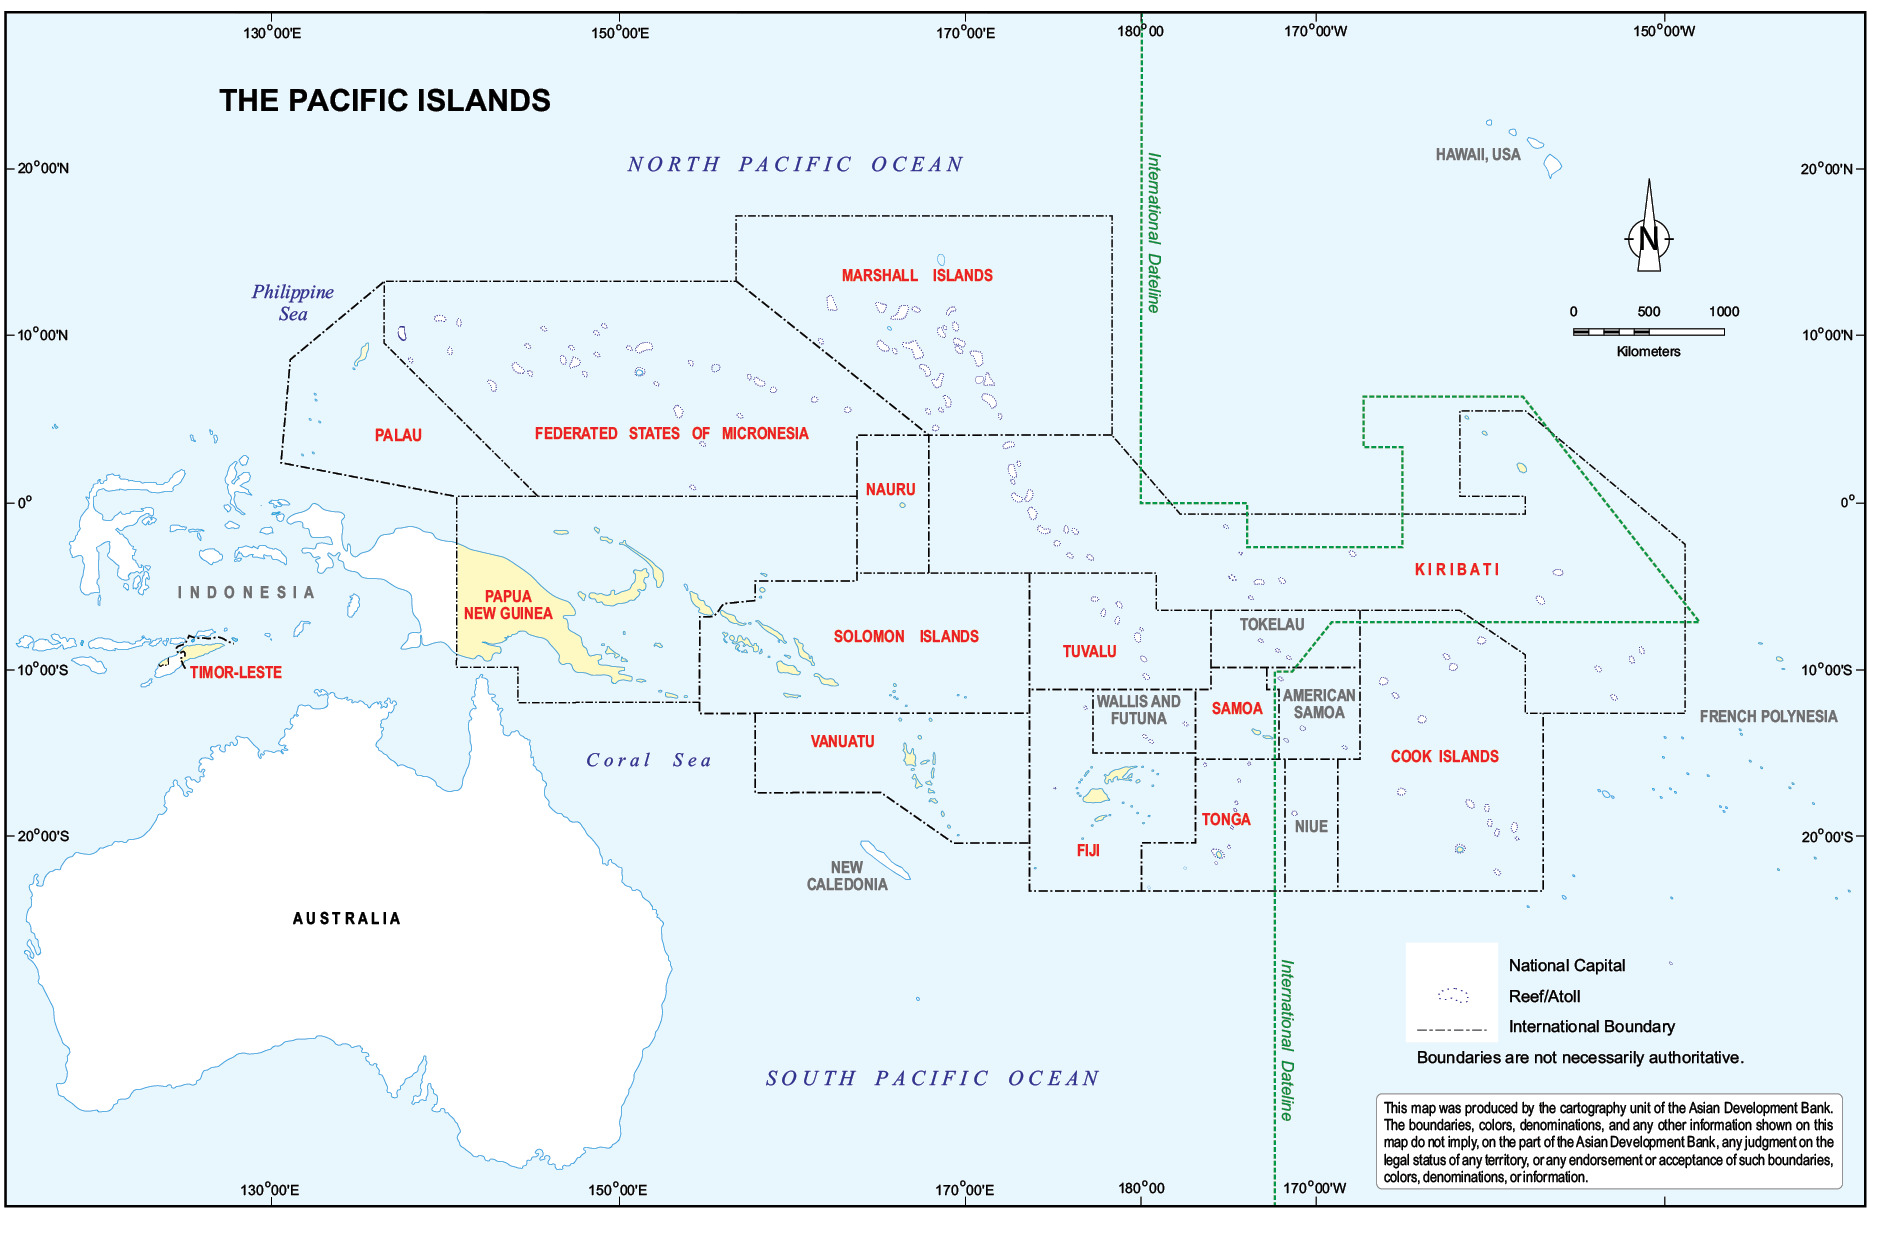 130°00'E
150°00'E
170°00'E
180°00
170°00'W
150°00'W
THE PACIFIC ISLANDS
NORTH PACIFIC OCEAN
International Dateline
HAWAII, USA
20°00'N
20°00'N
N
Philippine
Sea
MARSHALL ISLANDS
0
500
1000
Kilometers
10°00'N
10°00'N
PALAU
FEDERATED STATES OF MICRONESIA
NAURU
0°
0°
KIRIBATI
INDONESIA
PAPUA
NEW GUINEA
SOLOMON ISLANDS
TUVALU
TOKELAU
TIMOR-LESTE
10°00'S
10°00'S
WALLIS AND
FUTUNA
SAMOA
AMERICAN
SAMOA
FRENCH POLYNESIA
Coral Sea
VANUATU
COOK ISLANDS
TONGA
NIUE
FIJI
20°00'S
20°00'S
NEW
CALEDONIA
AUSTRALIA
International Dateline
National Capital
Reef/Atoll
International Boundary
Boundaries are not necessarily authoritative.
SOUTH PACIFIC OCEAN
This map was produced by the cartography unit of the Asian Development Bank.
The boundaries, colors, denominations, and any other information shown on this
map do not imply, on the part of the Asian Development Bank, any judgment on the
legal status of any territory, or any endorsement or acceptance of such boundaries,
colors, denominations, or information.
130°00'E
150°00'E
170°00'E
180°00
170°00'W